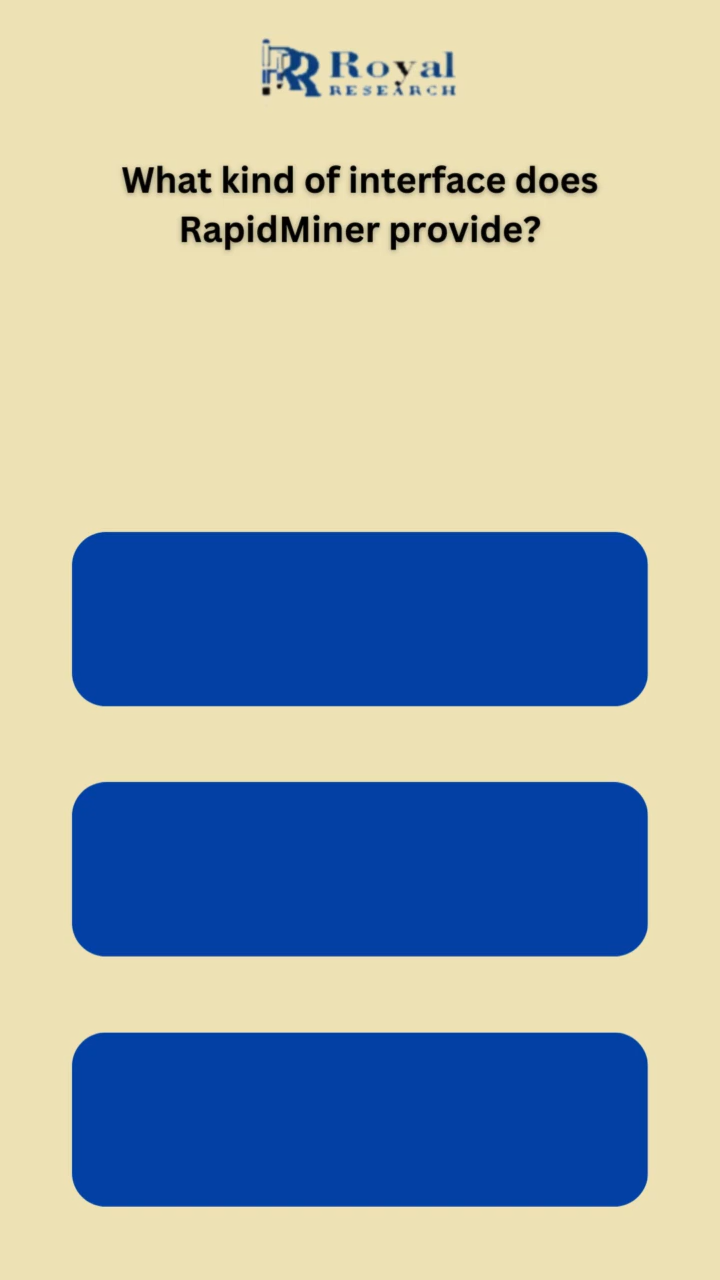 Royal
RESEARCH
What kind of interface does
RapidMiner provide?